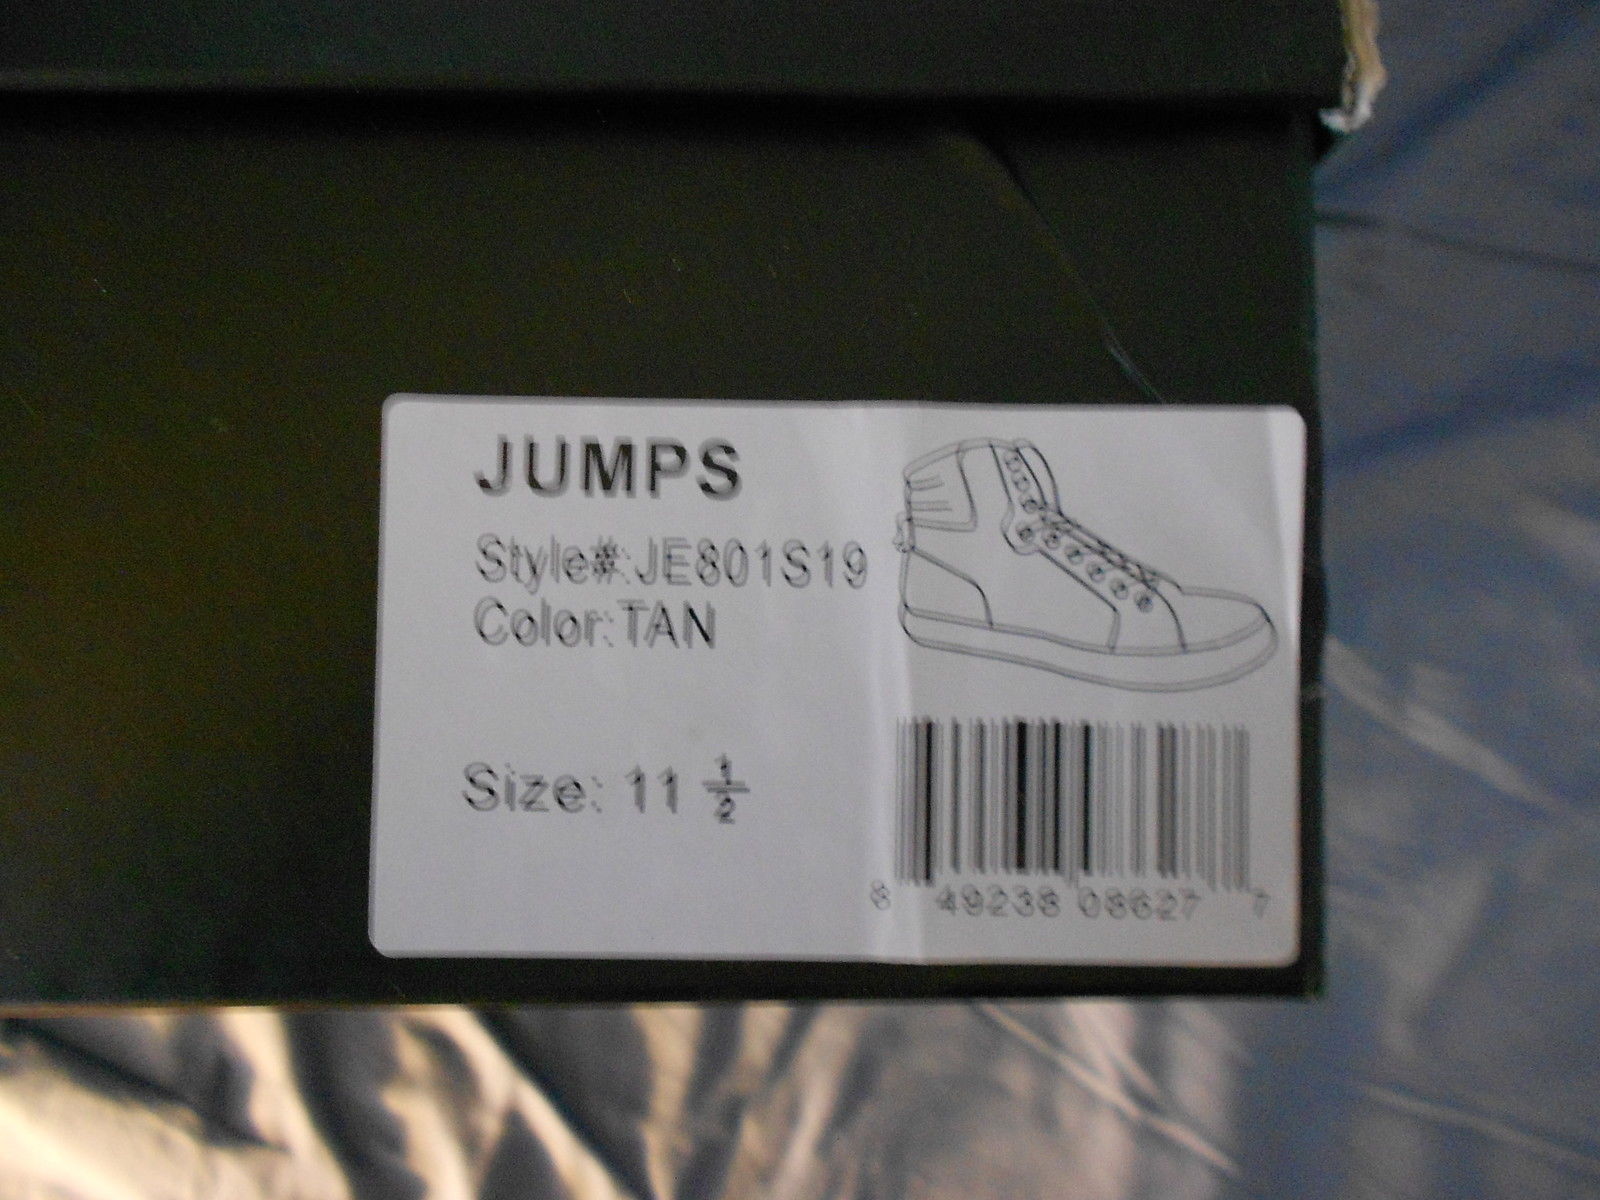 JUMPS
Style#:JE801S19
Color:TAN
Size: 11 1/2
8 49238 08627 7